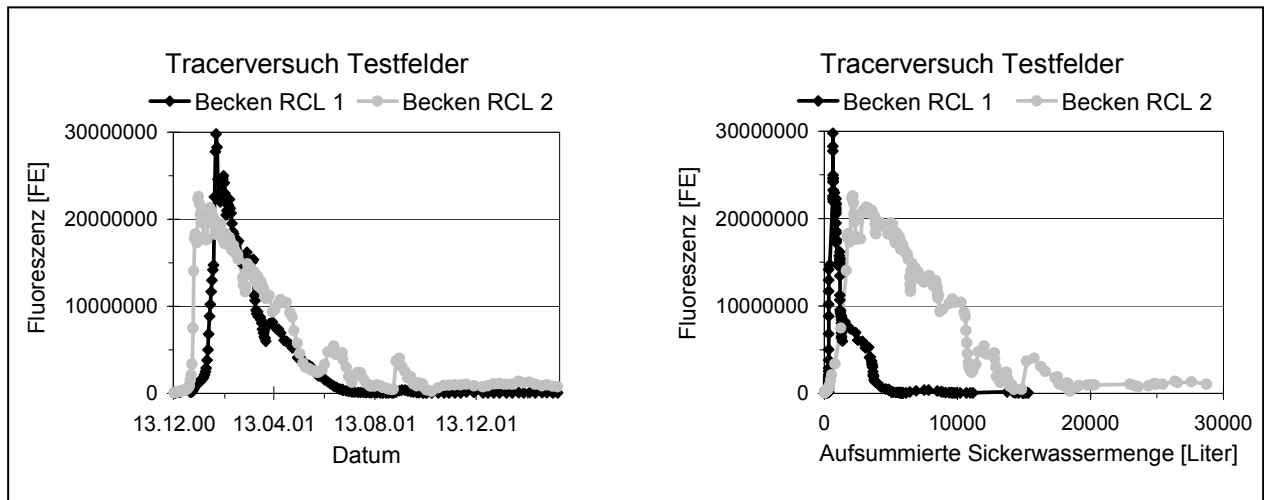 Tracerversuch Testfelder
Becken RCL 1 Becken RCL 2
30000000
20000000
10000000
0
Fluoreszenz [FE]
13.12.00 13.04.01 13.08.01 13.12.01
Datum
Tracerversuch Testfelder
Becken RCL 1 Becken RCL 2
30000000
20000000
10000000
0
Fluoreszenz [FE]
0 10000 20000 30000
Aufsummierte Sickerwassermenge [Liter]